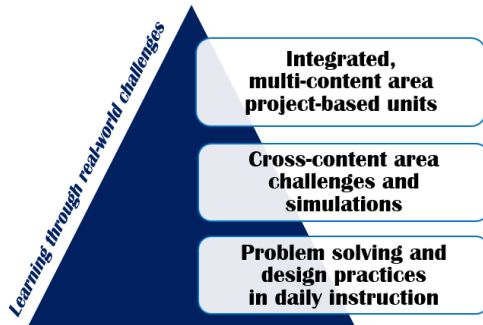 Learning through real-world challenges
Integrated,
multi-content area
project-based units
Cross-content area
challenges and
simulations
Problem solving and
design practices
in daily instruction